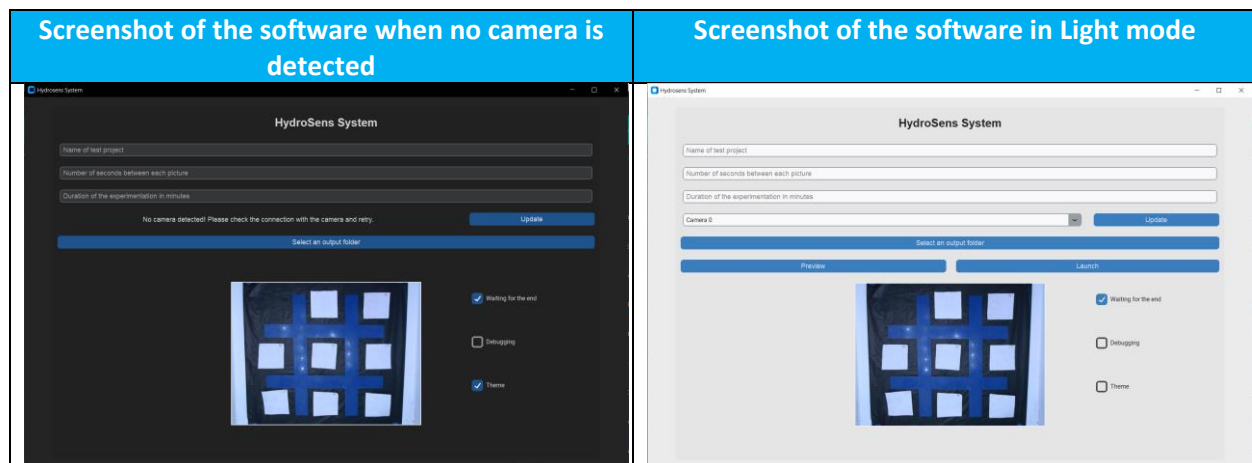 Screenshot of the software when no camera is
detected
Screenshot of the software in Light mode
Hydrosens System
HydroSens System
Name of test project
Number of seconds between each picture
Duration of the experimentation in minutes
No camera detected! Please check the connection with the camera and retry.
Update
Select an output folder
Waiting for the end
Debugging
Theme
Hydrosens System
HydroSens System
Name of test project
Number of seconds between each picture
Duration of the experimentation in minutes
Camera 0
Update
Select an output folder
Preview
Launch
Waiting for the end
Debugging
Theme